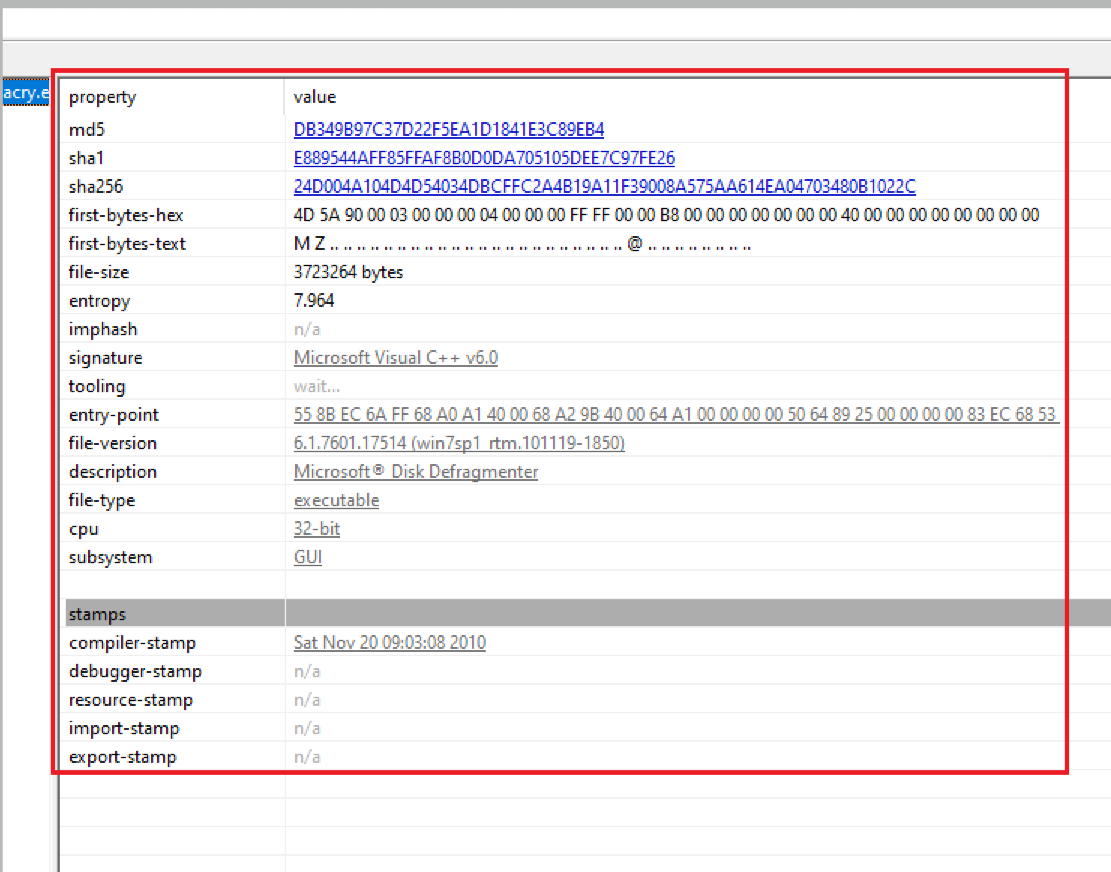 acry.e
property value
md5 DB349B97C37D22F5EA1D1841E3C89EB4
sha1 E889544AFF85FFAF8B0D0DA705105DEE7C97FE26
sha256 24D004A104D4D54034DBCFFC2A4B19A11F39008A575AA614EA04703480B1022C
first-bytes-hex 4D 5A 90 00 03 00 00 00 04 00 00 00 FF FF 00 00 B8 00 00 00 00 00 00 00 40 00 00 00 00 00 00 00 00
first-bytes-text M Z .. .. .. .. .. .. .. .. .. .. .. .. .. .. .. .. .. .. .. .. .. .. @ .. .. .. .. .. .. .. ..
file-size 3723264 bytes
entropy 7.964
imphash n/a
signature Microsoft Visual C++ v6.0
tooling wait...
entry-point 55 8B EC 6A FF 68 A0 A1 40 00 68 A2 9B 40 00 64 A1 00 00 00 00 50 64 89 25 00 00 00 00 83 EC 68 53
file-version 6.1.7601.17514 (win7sp1_rtm.101119-1850)
description Microsoft® Disk Defragmenter
file-type executable
cpu 32-bit
subsystem GUI
stamps
compiler-stamp Sat Nov 20 09:03:08 2010
debugger-stamp n/a
resource-stamp n/a
import-stamp n/a
export-stamp n/a